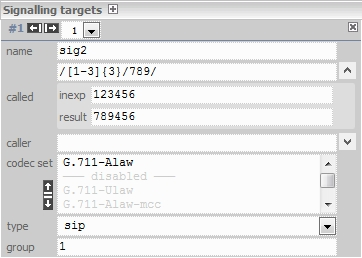 Signalling targets
#1 1
name sig2
/[1-3]{3}/789/
called inexp 123456
result 789456
caller
codec set G.711-Alaw
disabled
G.711-Ulaw
G.711-Alaw-mcc
type sip
group 1